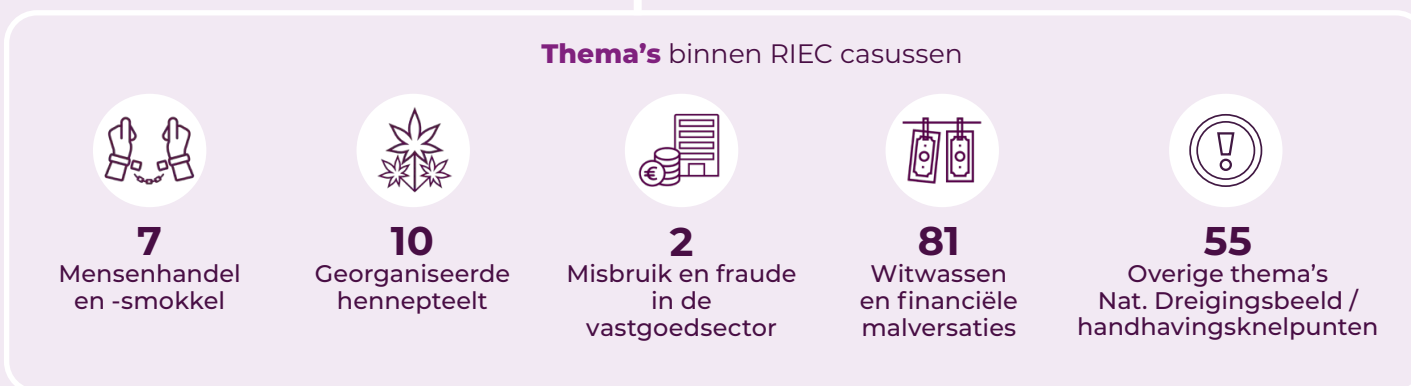 Thema's binnen RIEC casussen
7
Mensenhandel
en -smokkel
10
Georganiseerde
hennepteelt
€
2
Misbruik en fraude
in de
vastgoedsector
81
Witwassen
en financiële
malversaties
!
55
Overige thema's
Nat. Dreigingsbeeld /
handhavingsknelpunten